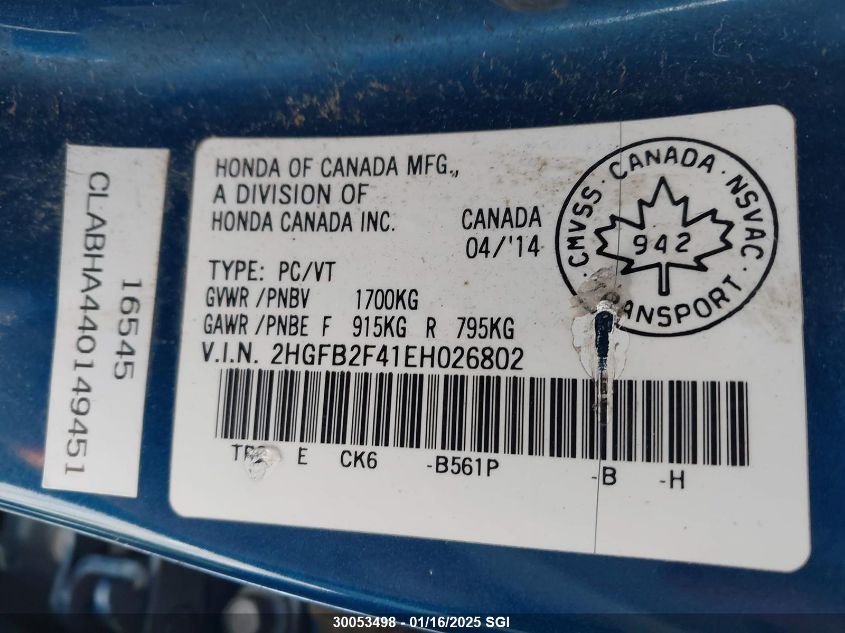 CLABHA440149451
16545
HONDA OF CANADA MFG.,
A DIVISION OF
HONDA CANADA INC.
CANADA
04/'14
TYPE: PC/VT
GVWR/PNBV 1700KG
GAWR/PNBE F 915KG R 795KG
V.I.N. 2HGFB2F41EH026802
E CK6 -B561P -B -H
CMVSS · CANADA · NSVAC
942
30053498 - 01/16/2025 SGI